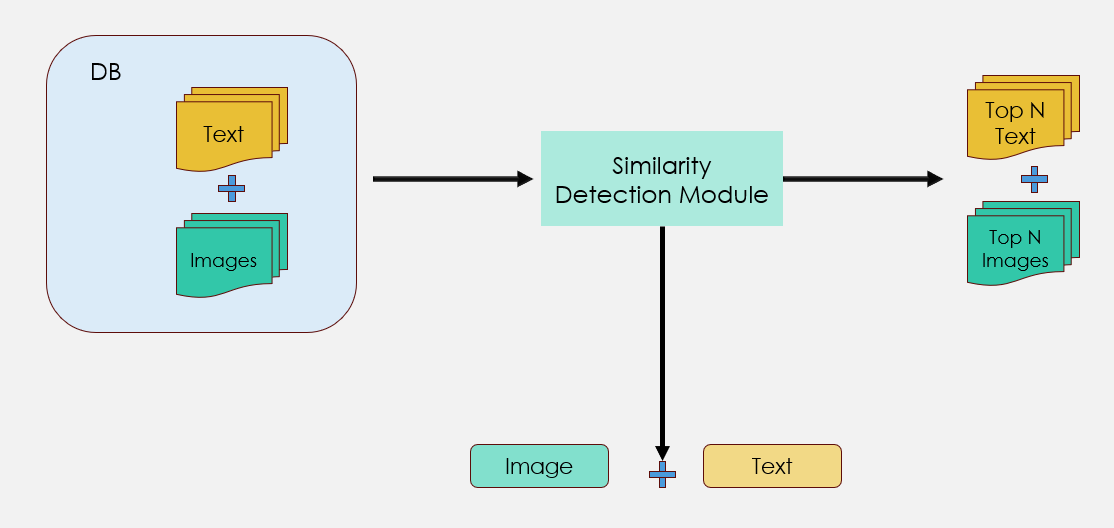 DB
Text
Images
Similarity
Detection Module
Top N
Text
Top N
Images
Image
Text